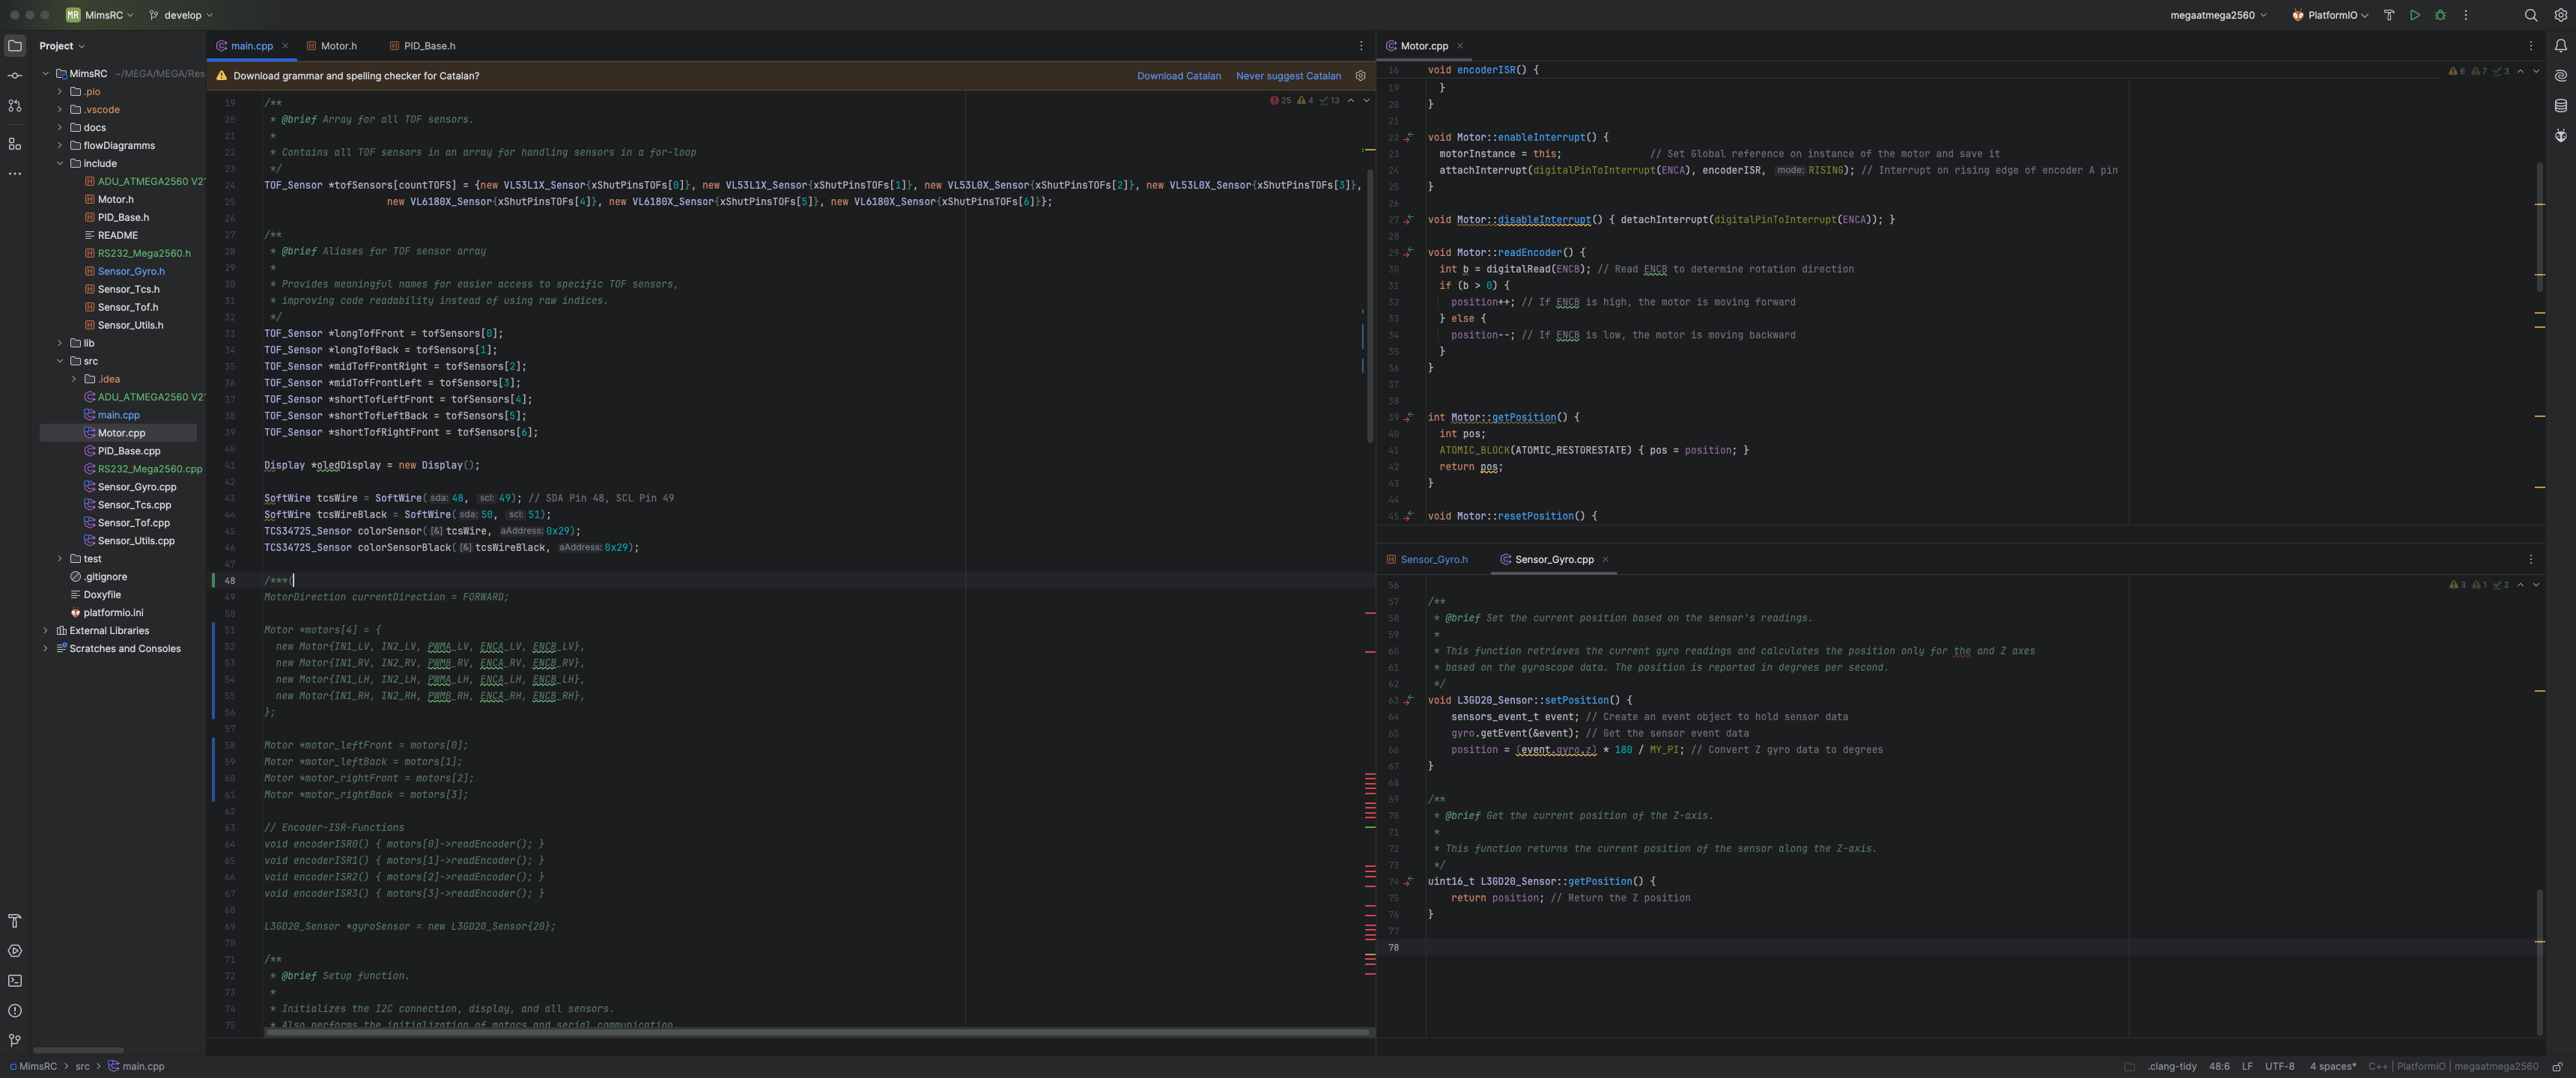 MR MimsRC develop megaatmega2560 PlatformIO
Project
MimsRC ~/MEGA/MEGA/Res
.pio
.vscode
docs
flowDiagramms
include
ADU_ATMEGA2560 V2
Motor.h
PID_Base.h
README
RS232_Mega2560.h
Sensor_Gyro.h
Sensor_Tcs.h
Sensor_Tof.h
Sensor_Utils.h
lib
src
.idea
ADU_ATMEGA2560 V2
main.cpp
Motor.cpp
PID_Base.cpp
RS232_Mega2560.cpp
Sensor_Gyro.cpp
Sensor_Tcs.cpp
Sensor_Tof.cpp
Sensor_Utils.cpp
test
.gitignore
Doxyfile
platformio.ini
External Libraries
Scratches and Consoles
main.cpp Motor.h PID_Base.h
Download grammar and spelling checker for Catalan? Download Catalan Never suggest Catalan
25 4 13
19 /**
20 * @brief Array for all TOF sensors.
21 *
22 * Contains all TOF sensors in an array for handling sensors in a for-loop
23 */
24 TOF_Sensor *tofSensors[countTOFS] = {new VL53L1X_Sensor{xShutPinsTOFs[0]}, new VL53L1X_Sensor{xShutPinsTOFs[1]}, new VL53L0X_Sensor{xShutPinsTOFs[2]}, new VL53L0X_Sensor{xShutPinsTOFs[3]},
25 new VL6180X_Sensor{xShutPinsTOFs[4]}, new VL6180X_Sensor{xShutPinsTOFs[5]}, new VL6180X_Sensor{xShutPinsTOFs[6]}};
26
27 /**
28 * @brief Aliases for TOF sensor array
29 *
30 * Provides meaningful names for easier access to specific TOF sensors,
31 * improving code readability instead of using raw indices.
32 */
33 TOF_Sensor *longTofFront = tofSensors[0];
34 TOF_Sensor *longTofBack = tofSensors[1];
35 TOF_Sensor *midTofFrontRight = tofSensors[2];
36 TOF_Sensor *midTofFrontLeft = tofSensors[3];
37 TOF_Sensor *shortTofLeftFront = tofSensors[4];
38 TOF_Sensor *shortTofLeftBack = tofSensors[5];
39 TOF_Sensor *shortTofRightFront = tofSensors[6];
40
41 Display *oledDisplay = new Display();
42
43 SoftWire tcsWire = SoftWire(sda: 48, scl: 49); // SDA Pin 48, SCL Pin 49
44 SoftWire tcsWireBlack = SoftWire(sda: 50, scl: 51);
45 TCS34725_Sensor colorSensor([&] tcsWire, aAddress: 0x29);
46 TCS34725_Sensor colorSensorBlack([&] tcsWireBlack, aAddress: 0x29);
47
48 /***(
49 MotorDirection currentDirection = FORWARD;
50
51 Motor *motors[4] = {
52 new Motor{IN1_LV, IN2_LV, PWMA_LV, ENCA_LV, ENCB_LV},
53 new Motor{IN1_RV, IN2_RV, PWMB_RV, ENCA_RV, ENCB_RV},
54 new Motor{IN1_LH, IN2_LH, PWMA_LH, ENCA_LH, ENCB_LH},
55 new Motor{IN1_RH, IN2_RH, PWMB_RH, ENCA_RH, ENCB_RH},
56 };
57
58 Motor *motor_leftFront = motors[0];
59 Motor *motor_leftBack = motors[1];
60 Motor *motor_rightFront = motors[2];
61 Motor *motor_rightBack = motors[3];
62
63 // Encoder-ISR-Functions
64 void encoderISR0() { motors[0]->readEncoder(); }
65 void encoderISR1() { motors[1]->readEncoder(); }
66 void encoderISR2() { motors[2]->readEncoder(); }
67 void encoderISR3() { motors[3]->readEncoder(); }
68
69 L3GD20_Sensor *gyroSensor = new L3GD20_Sensor{20};
70
71 /**
72 * @brief Setup function.
73 *
74 * Initializes the I2C connection, display, and all sensors.
75 * Also performs the initialization of motors and serial communication
Motor.cpp
6 7 3
16 void encoderISR() {
19 }
20 }
21
22 void Motor::enableInterrupt() {
23 motorInstance = this; // Set Global reference on instance of the motor and save it
24 attachInterrupt(digitalPinToInterrupt(ENCA), encoderISR, mode: RISING); // Interrupt on rising edge of encoder A pin
25 }
26
27 void Motor::disableInterrupt() { detachInterrupt(digitalPinToInterrupt(ENCA)); }
28
29 void Motor::readEncoder() {
30 int b = digitalRead(ENCB); // Read ENCB to determine rotation direction
31 if (b > 0) {
32 position++; // If ENCB is high, the motor is moving forward
33 } else {
34 position--; // If ENCB is low, the motor is moving backward
35 }
36 }
37
38
39 int Motor::getPosition() {
40 int pos;
41 ATOMIC_BLOCK(ATOMIC_RESTORESTATE) { pos = position; }
42 return pos;
43 }
44
45 void Motor::resetPosition() {
Sensor_Gyro.h Sensor_Gyro.cpp
3 1 2
56
57 /**
58 * @brief Set the current position based on the sensor's readings.
59 *
60 * This function retrieves the current gyro readings and calculates the position only for the and Z axes
61 * based on the gyroscope data. The position is reported in degrees per second.
62 */
63 void L3GD20_Sensor::setPosition() {
64 sensors_event_t event; // Create an event object to hold sensor data
65 gyro.getEvent(&event); // Get the sensor event data
66 position = (event.gyro.z) * 180 / MY_PI; // Convert Z gyro data to degrees
67 }
68
69 /**
70 * @brief Get the current position of the Z-axis.
71 *
72 * This function returns the current position of the sensor along the Z-axis.
73 */
74 uint16_t L3GD20_Sensor::getPosition() {
75 return position; // Return the Z position
76 }
77
78
MimsRC > src > main.cpp .clang-tidy 48:6 LF UTF-8 4 spaces* C++ | PlatformIO | megaatmega2560